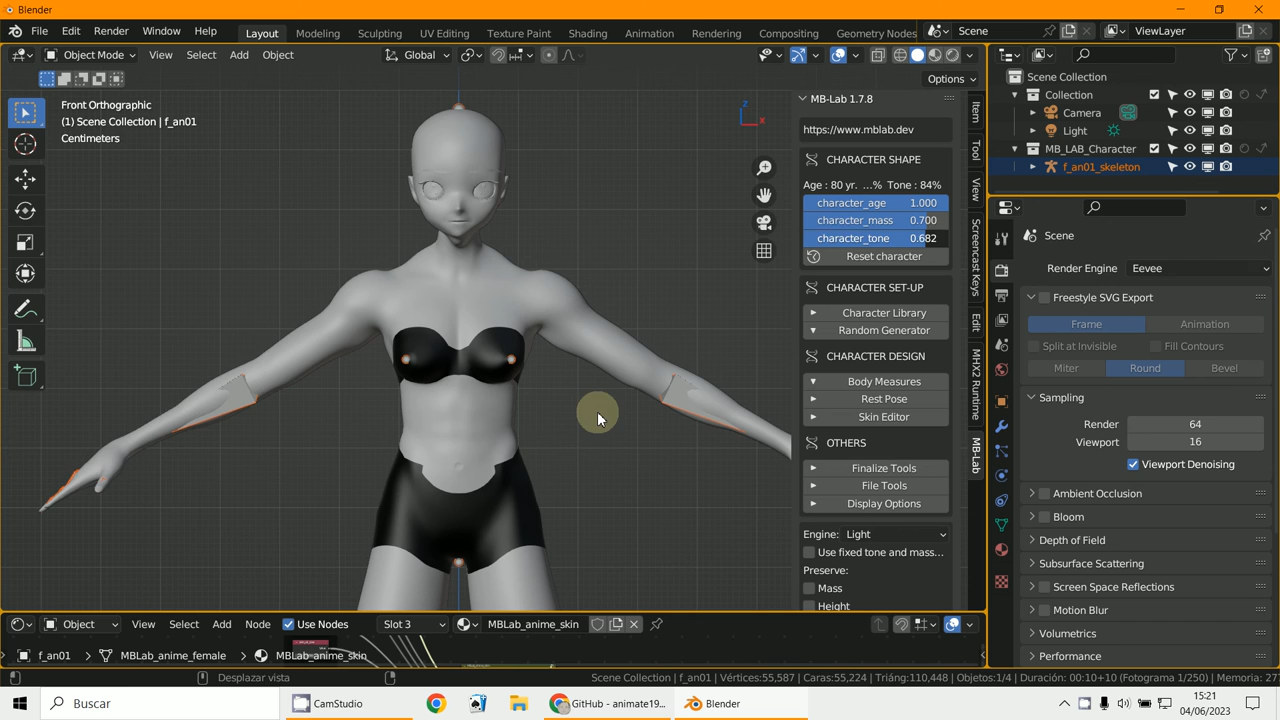 Blender
File Edit Render Window Help Layout Modeling Sculpting UV Editing Texture Paint Shading Animation Rendering Compositing Geometry Nodes Scene ViewLayer
Object Mode View Select Add Object Global
Options
Front Orthographic
(1) Scene Collection | f_an01
Centimeters
Z
X
MB-Lab 1.7.8
https://www.mblab.dev
CHARACTER SHAPE
Age : 80 yr. ...% Tone : 84%
character_age 1.000
character_mass 0.700
character_tone 0.682
Reset character
CHARACTER SET-UP
Character Library
Random Generator
CHARACTER DESIGN
Body Measures
Rest Pose
Skin Editor
OTHERS
Finalize Tools
File Tools
Display Options
Engine: Light
Use fixed tone and mass...
Preserve:
Mass
Height
Item
Tool
View
Screencast Keys
Edit
MHX2 Runtime
MB-Lab
Scene Collection
Collection
Camera
Light
MB_LAB_Character
f_an01_skeleton
Scene
Render Engine Eevee
Freestyle SVG Export
Frame Animation
Split at Invisible Fill Contours
Miter Round Bevel
Sampling
Render 64
Viewport 16
Viewport Denoising
Ambient Occlusion
Bloom
Depth of Field
Subsurface Scattering
Screen Space Reflections
Motion Blur
Volumetrics
Performance
Object View Select Add Node Use Nodes Slot 3 MBLab_anime_skin
f_an01 MBLab_anime_female MBLab_anime_skin
Desplazar vista
Scene Collection | f_an01 | Vértices:55,587 | Caras:55,224 | Triáng:110,448 | Objetos:1/4 | Duración: 00:10+10 (Fotograma 1/250) | Memoria: 27
Buscar CamStudio GitHub - animate19... Blender
15:21
04/06/2023